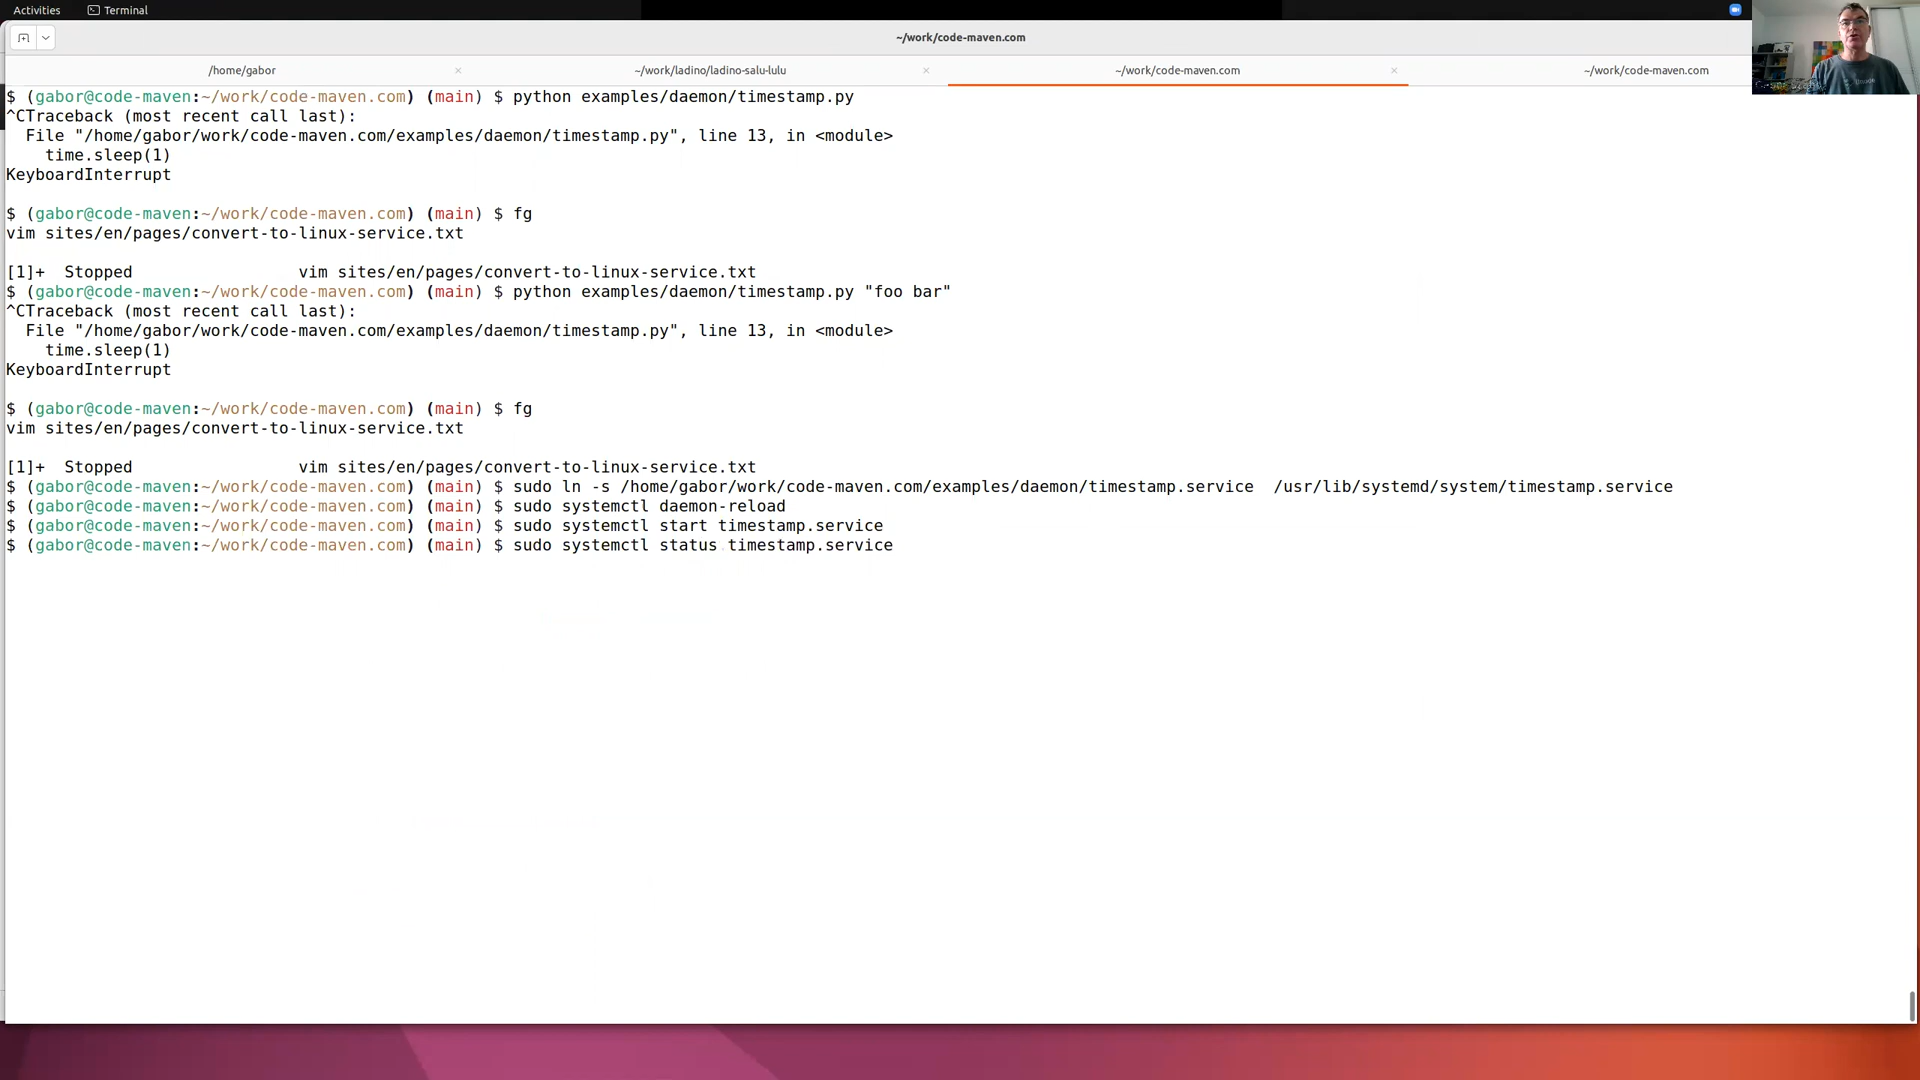 Activities Terminal
~/work/code-maven.com
/home/gabor × ~/work/ladino/ladino-salu-lulu × ~/work/code-maven.com × ~/work/code-maven.com
$ (gabor@code-maven:~/work/code-maven.com) (main) $ python examples/daemon/timestamp.py
^CTraceback (most recent call last):
  File "/home/gabor/work/code-maven.com/examples/daemon/timestamp.py", line 13, in <module>
    time.sleep(1)
KeyboardInterrupt
$ (gabor@code-maven:~/work/code-maven.com) (main) $ fg
vim sites/en/pages/convert-to-linux-service.txt
[1]+  Stopped                 vim sites/en/pages/convert-to-linux-service.txt
$ (gabor@code-maven:~/work/code-maven.com) (main) $ python examples/daemon/timestamp.py "foo bar"
^CTraceback (most recent call last):
  File "/home/gabor/work/code-maven.com/examples/daemon/timestamp.py", line 13, in <module>
    time.sleep(1)
KeyboardInterrupt
$ (gabor@code-maven:~/work/code-maven.com) (main) $ fg
vim sites/en/pages/convert-to-linux-service.txt
[1]+  Stopped                 vim sites/en/pages/convert-to-linux-service.txt
$ (gabor@code-maven:~/work/code-maven.com) (main) $ sudo ln -s /home/gabor/work/code-maven.com/examples/daemon/timestamp.service  /usr/lib/systemd/system/timestamp.service
$ (gabor@code-maven:~/work/code-maven.com) (main) $ sudo systemctl daemon-reload
$ (gabor@code-maven:~/work/code-maven.com) (main) $ sudo systemctl start timestamp.service
$ (gabor@code-maven:~/work/code-maven.com) (main) $ sudo systemctl status timestamp.service